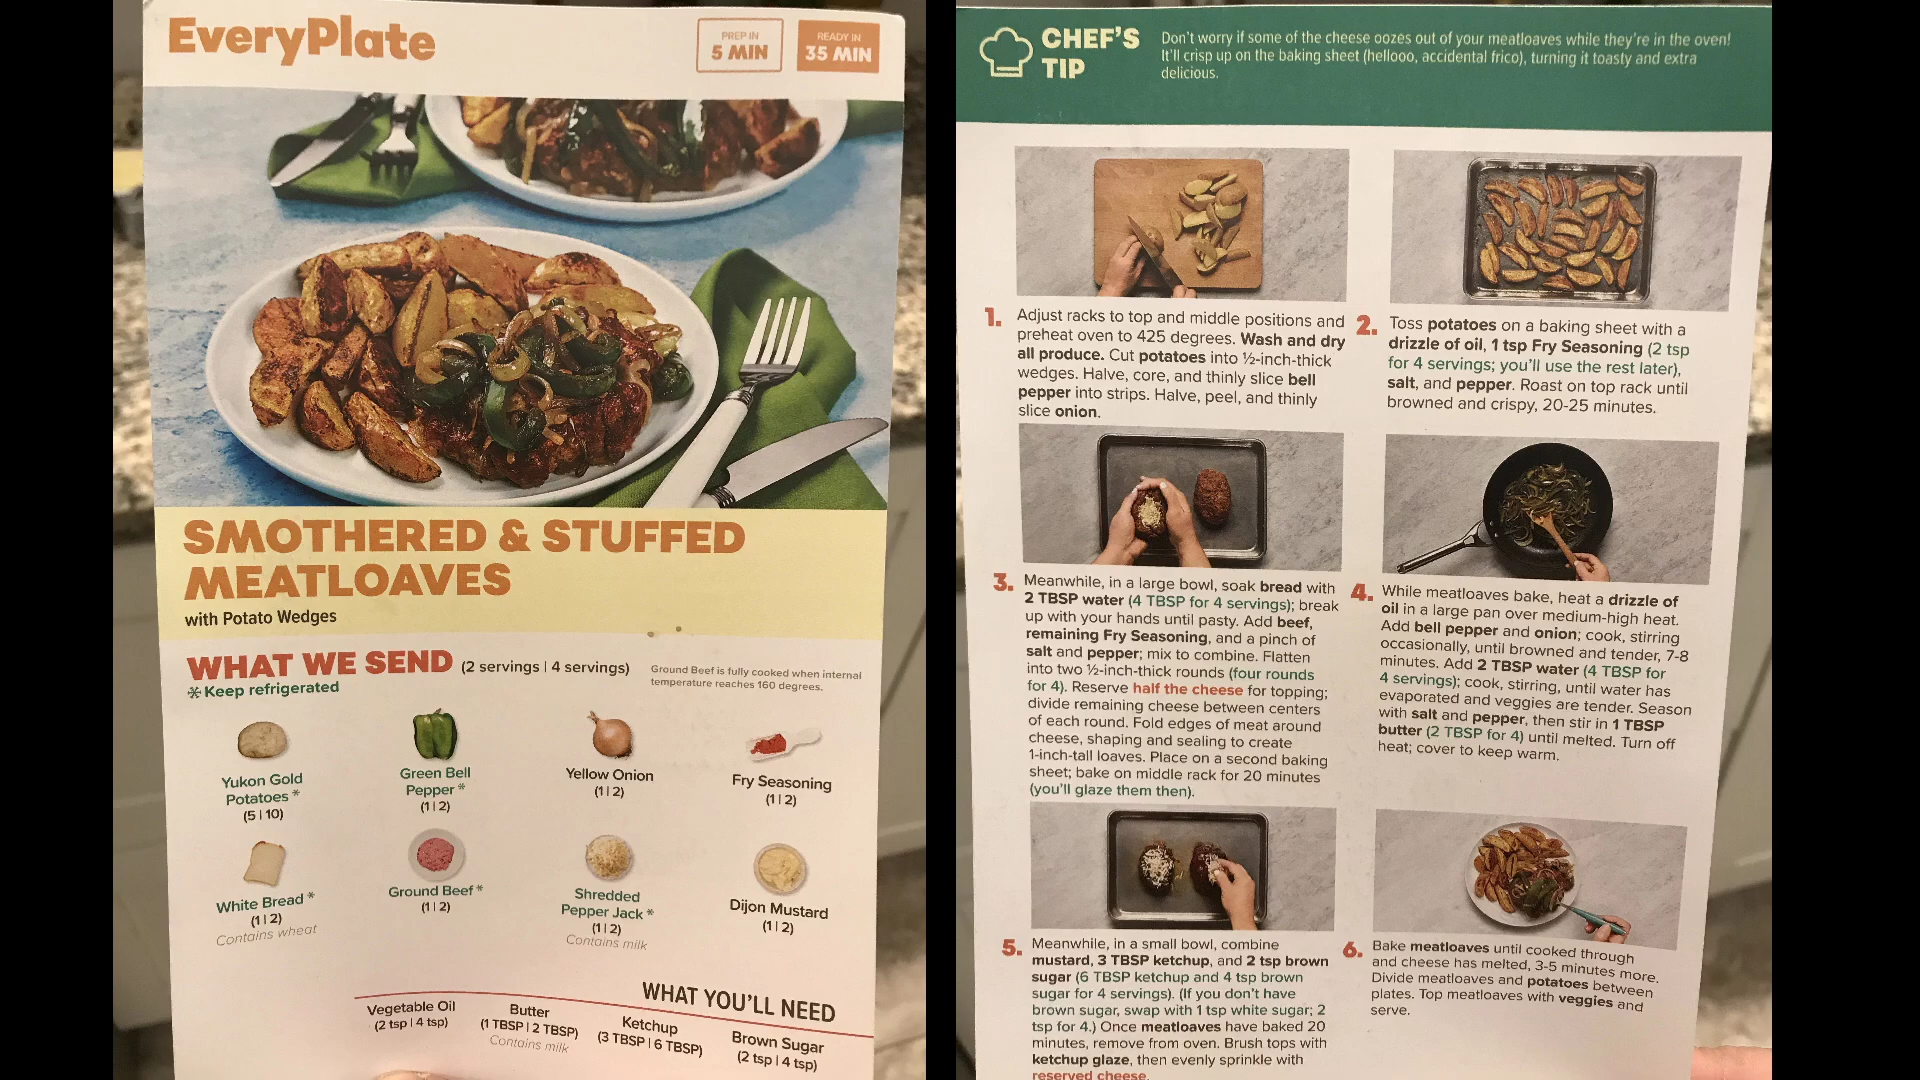 EveryPlate
PREP IN
5 MIN
READY IN
35 MIN
SMOTHERED & STUFFED
MEATLOAVES
with Potato Wedges
WHAT WE SEND (2 servings | 4 servings)
Keep refrigerated
Ground Beef is fully cooked when internal
temperature reaches 160 degrees.
Yukon Gold
Potatoes *
(5 | 10)
Green Bell
Pepper *
(1 | 2)
Yellow Onion
(1 | 2)
Fry Seasoning
(1 | 2)
White Bread *
(1 | 2)
Contains wheat
Ground Beef *
(1 | 2)
Shredded
Pepper Jack *
(1 | 2)
Contains milk
Dijon Mustard
(1 | 2)
WHAT YOU'LL NEED
Vegetable Oil
(2 tsp | 4 tsp)
Butter
(1 TBSP | 2 TBSP)
Contains milk
Ketchup
(3 TBSP | 6 TBSP)
Brown Sugar
(2 tsp | 4 tsp)
CHEF'S
TIP
Don't worry if some of the cheese oozes out of your meatloaves while they're in the oven!
It'll crisp up on the baking sheet (hellooo, accidental frico), turning it toasty and extra
delicious.
1. Adjust racks to top and middle positions and
preheat oven to 425 degrees. Wash and dry
all produce. Cut potatoes into ½-inch-thick
wedges. Halve, core, and thinly slice bell
pepper into strips. Halve, peel, and thinly
slice onion.
2. Toss potatoes on a baking sheet with a
drizzle of oil, 1 tsp Fry Seasoning (2 tsp
for 4 servings; you'll use the rest later),
salt, and pepper. Roast on top rack until
browned and crispy, 20-25 minutes.
3. Meanwhile, in a large bowl, soak bread with
2 TBSP water (4 TBSP for 4 servings); break
up with your hands until pasty. Add beef,
remaining Fry Seasoning, and a pinch of
salt and pepper; mix to combine. Flatten
into two ½-inch-thick rounds (four rounds
for 4). Reserve half the cheese for topping;
divide remaining cheese between centers
of each round. Fold edges of meat around
cheese, shaping and sealing to create
1-inch-tall loaves. Place on a second baking
sheet; bake on middle rack for 20 minutes
(you'll glaze them then).
4. While meatloaves bake, heat a drizzle of
oil in a large pan over medium-high heat.
Add bell pepper and onion; cook, stirring
occasionally, until browned and tender, 7-8
minutes. Add 2 TBSP water (4 TBSP for
4 servings); cook, stirring, until water has
evaporated and veggies are tender. Season
with salt and pepper, then stir in 1 TBSP
butter (2 TBSP for 4) until melted. Turn off
heat; cover to keep warm.
5. Meanwhile, in a small bowl, combine
mustard, 3 TBSP ketchup, and 2 tsp brown
sugar (6 TBSP ketchup and 4 tsp brown
sugar for 4 servings). (If you don't have
brown sugar, swap with 1 tsp white sugar; 2
tsp for 4.) Once meatloaves have baked 20
minutes, remove from oven. Brush tops with
ketchup glaze, then evenly sprinkle with
reserved cheese.
6. Bake meatloaves until cooked through
and cheese has melted, 3-5 minutes more.
Divide meatloaves and potatoes between
plates. Top meatloaves with veggies and
serve.